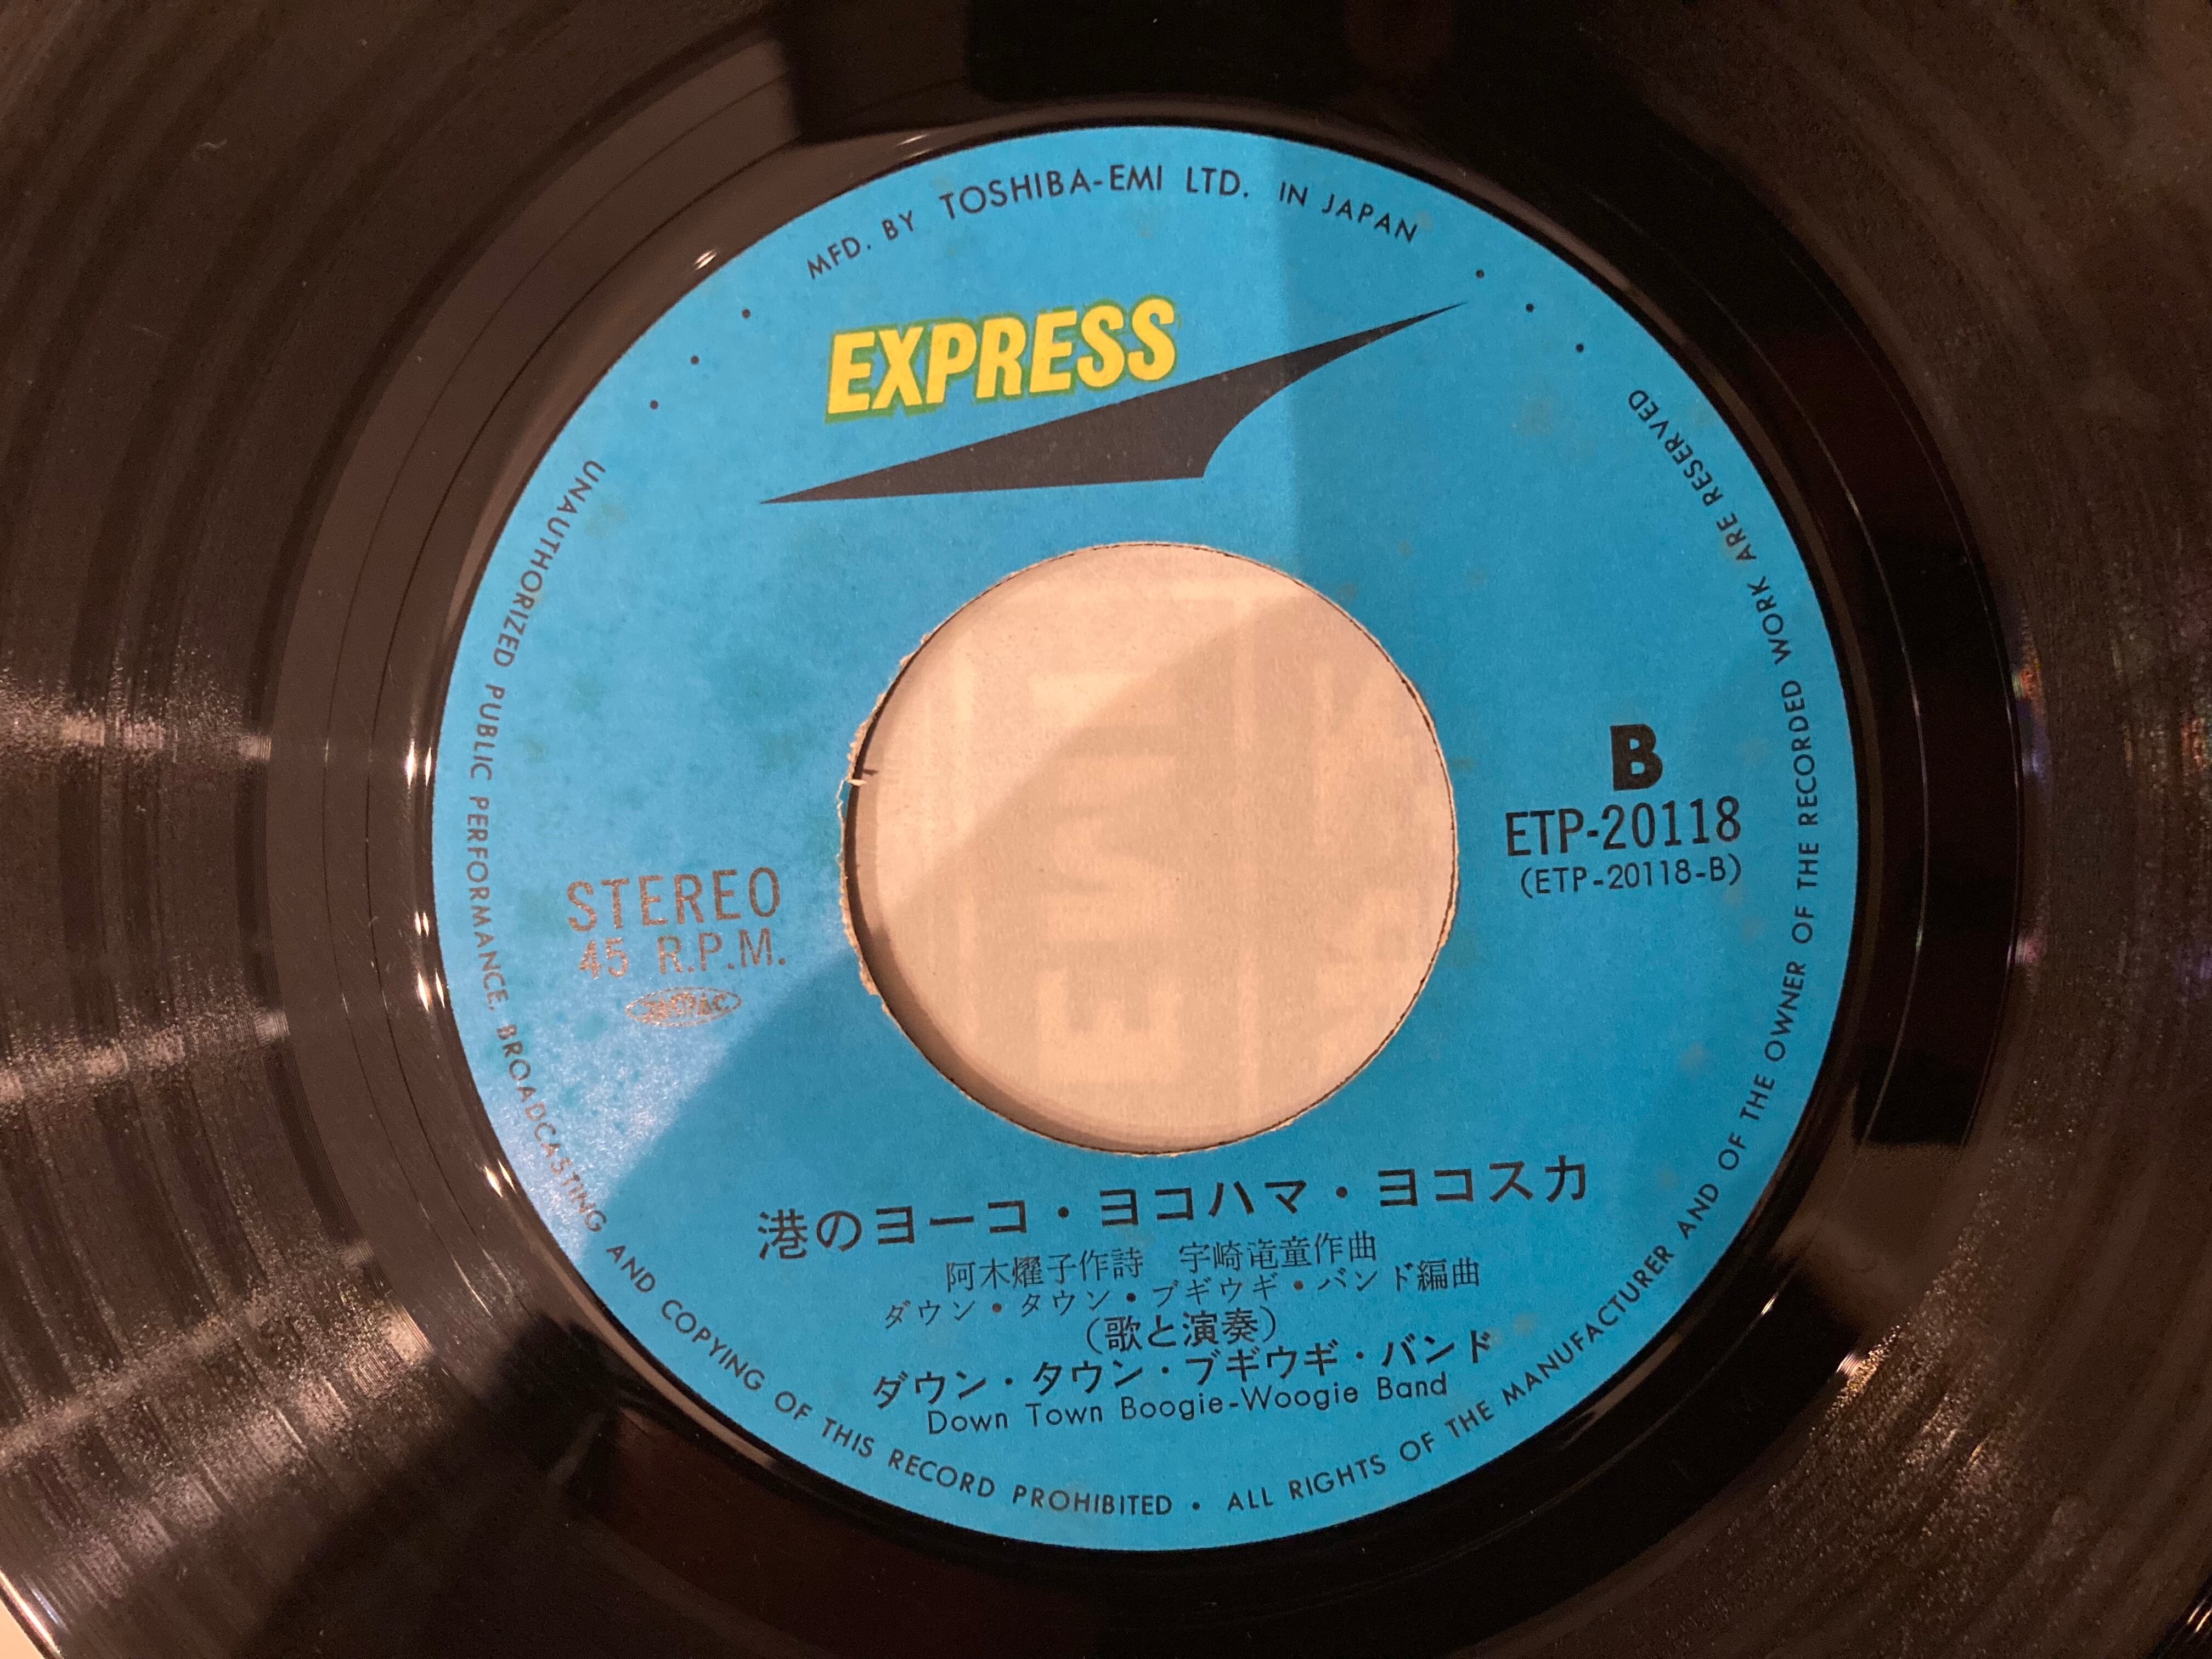 MFD. BY TOSHIBA-EMI LTD. IN JAPAN
EXPRESS
B
ETP-20118
(ETP-20118-B)
STEREO
45 R.P.M.
港のヨーコ・ヨコハマ・ヨコスカ
阿木燿子作詩 宇崎竜童作曲
ダウン・タウン・ブギウギ・バンド編曲
(歌と演奏)
ダウン・タウン・ブギウギ・バンド
Down Town Boogie-Woogie Band
UNAUTHORIZED PUBLIC PERFORMANCE, BROADCASTING AND COPYING OF THIS RECORD PROHIBITED • ALL RIGHTS OF THE MANUFACTURER AND OF THE OWNER OF THE RECORDED WORK ARE RESERVED